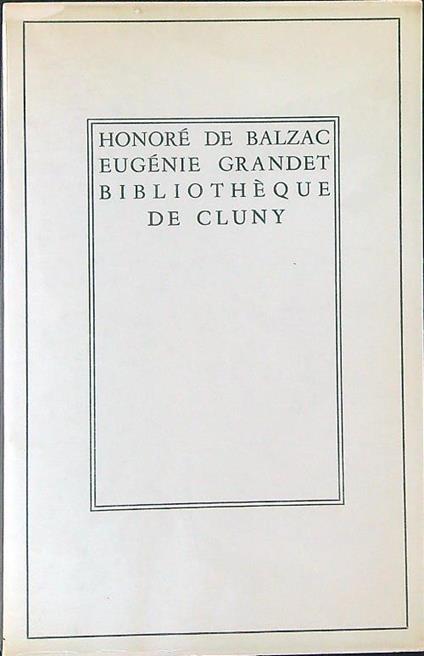 HONORÉ DE BALZAC
EUGÉNIE GRANDET
BIBLIOTHÈQUE
DE CLUNY